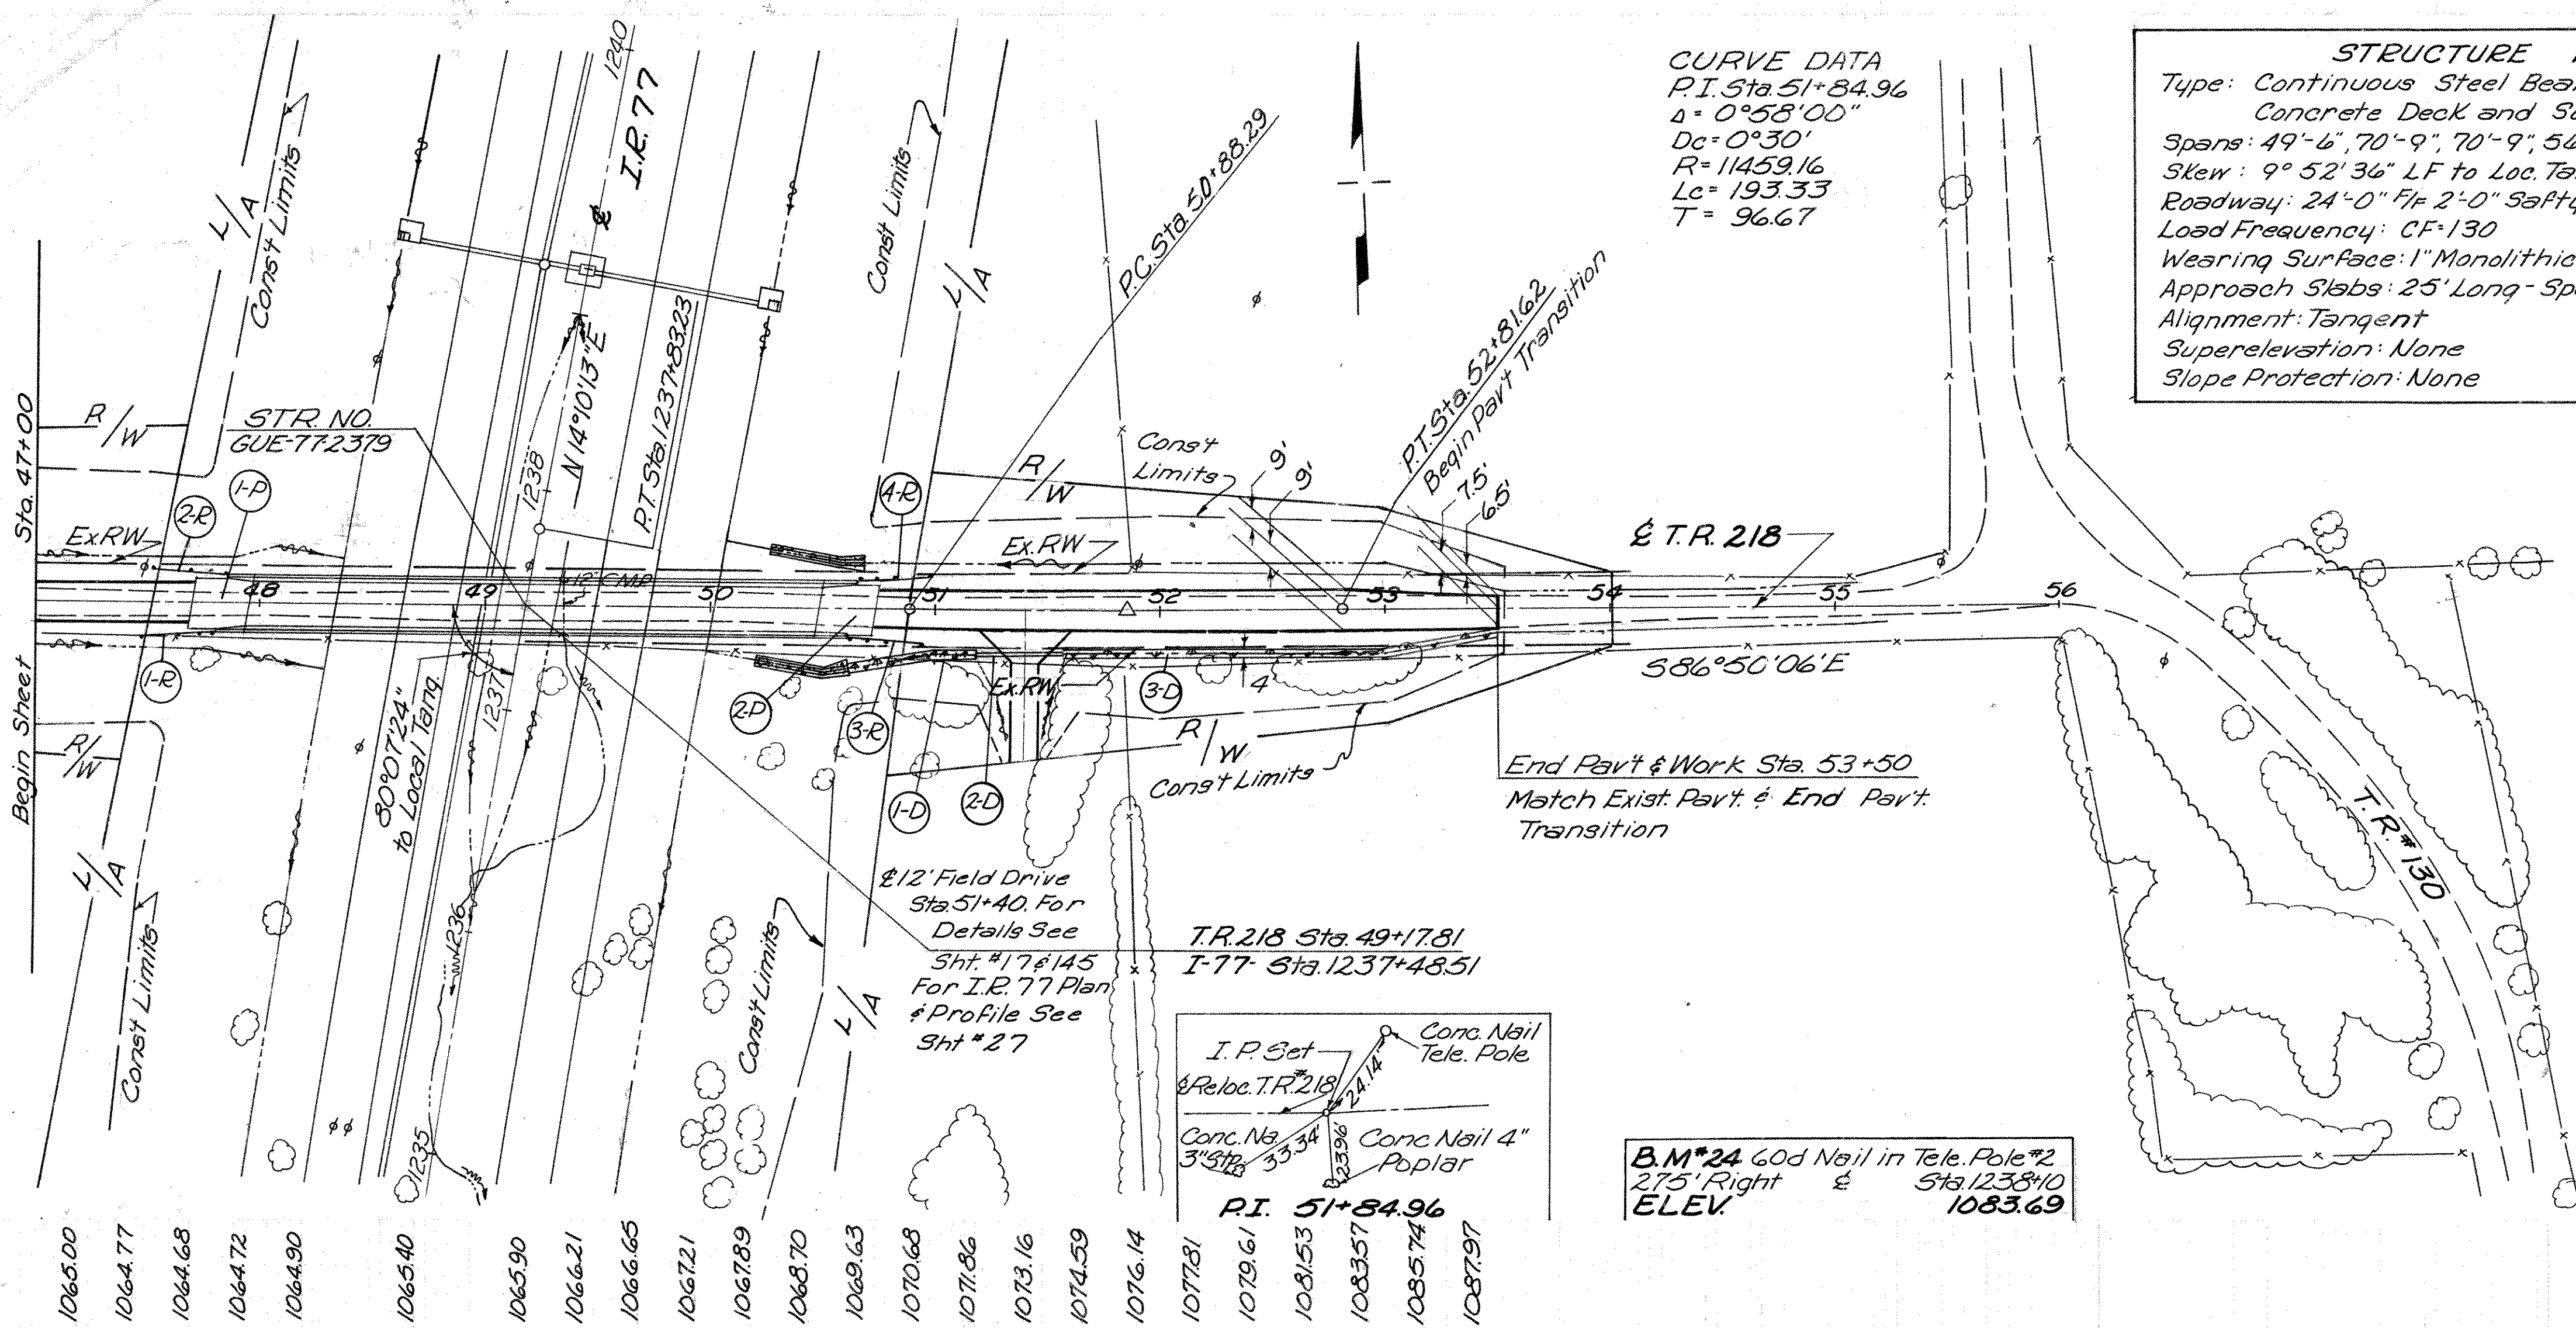 STRUCTURE
Type: Continuous Steel Bea
Concrete Deck and S
Spans: 49'-6", 70'-9", 70'-9", 56
Skew: 9° 52' 36" LF to Loc. Ta
Roadway: 24'-0" F/F 2'-0" Safty
Load Frequency: CF=130
Wearing Surface: 1" Monolithic
Approach Slabs: 25' Long - Sp
Alignment: Tangent
Superelevation: None
Slope Protection: None
CURVE DATA
P.I. Sta. 51+84.96
Δ = 0°58'00"
Dc = 0°30'
R = 11459.16
Lc = 193.33
T = 96.67
1240
℄ I.R. 77
L/A
Const Limits
Const Limits
L/A
P.C. Sta. 50+88.29
P.T. Sta. 52+81.62
Begin Pav't Transition
N 14°10'13" E
P.T. Sta. 1237+83.23
1238
Sta. 47+00
Begin Sheet
R/W
STR. NO.
GUE-77-2379
1-P
2-R
Ex.RW
4-R
Ex.RW
R/W
Const
Limits
9'
9'
7.5'
6.5'
℄ T.R. 218
12" CMP
48
49
50
51
52
53
54
55
56
S86°50'06"E
1-R
2-P
3-R
1-D
2-D
3-D
Ex.RW
4
R/W
Const Limits
R/W
80°07'24"
to Local Tang.
1237
1236
1235
L/A
Const Limits
Const Limits
L/A
End Pav't & Work Sta. 53+50
Match Exist. Pav't. & End Pav't.
Transition
T.R.#130
℄ 12' Field Drive
Sta. 51+40. For
Details See
Sht. #17 & 145
For I.R. 77 Plan
& Profile See
Sht #27
T.R. 218 Sta. 49+17.81
I-77- Sta. 1237+48.51
I.P. Set
Conc. Nail
Tele. Pole
℄ Reloc. T.R.#218
24.14'
Conc. Na.
3" Stp.
33.34'
23.96'
Conc Nail 4"
Poplar
P.I. 51+84.96
B.M#24 60d Nail in Tele. Pole #2
275' Right ℄ Sta. 1238+10
ELEV. 1083.69
1065.00
1064.77
1064.68
1064.72
1064.90
1065.40
1065.90
1066.21
1066.65
1067.21
1067.89
1068.70
1069.63
1070.68
1071.86
1073.16
1074.59
1076.14
1077.81
1079.61
1081.53
1083.57
1085.74
1087.97